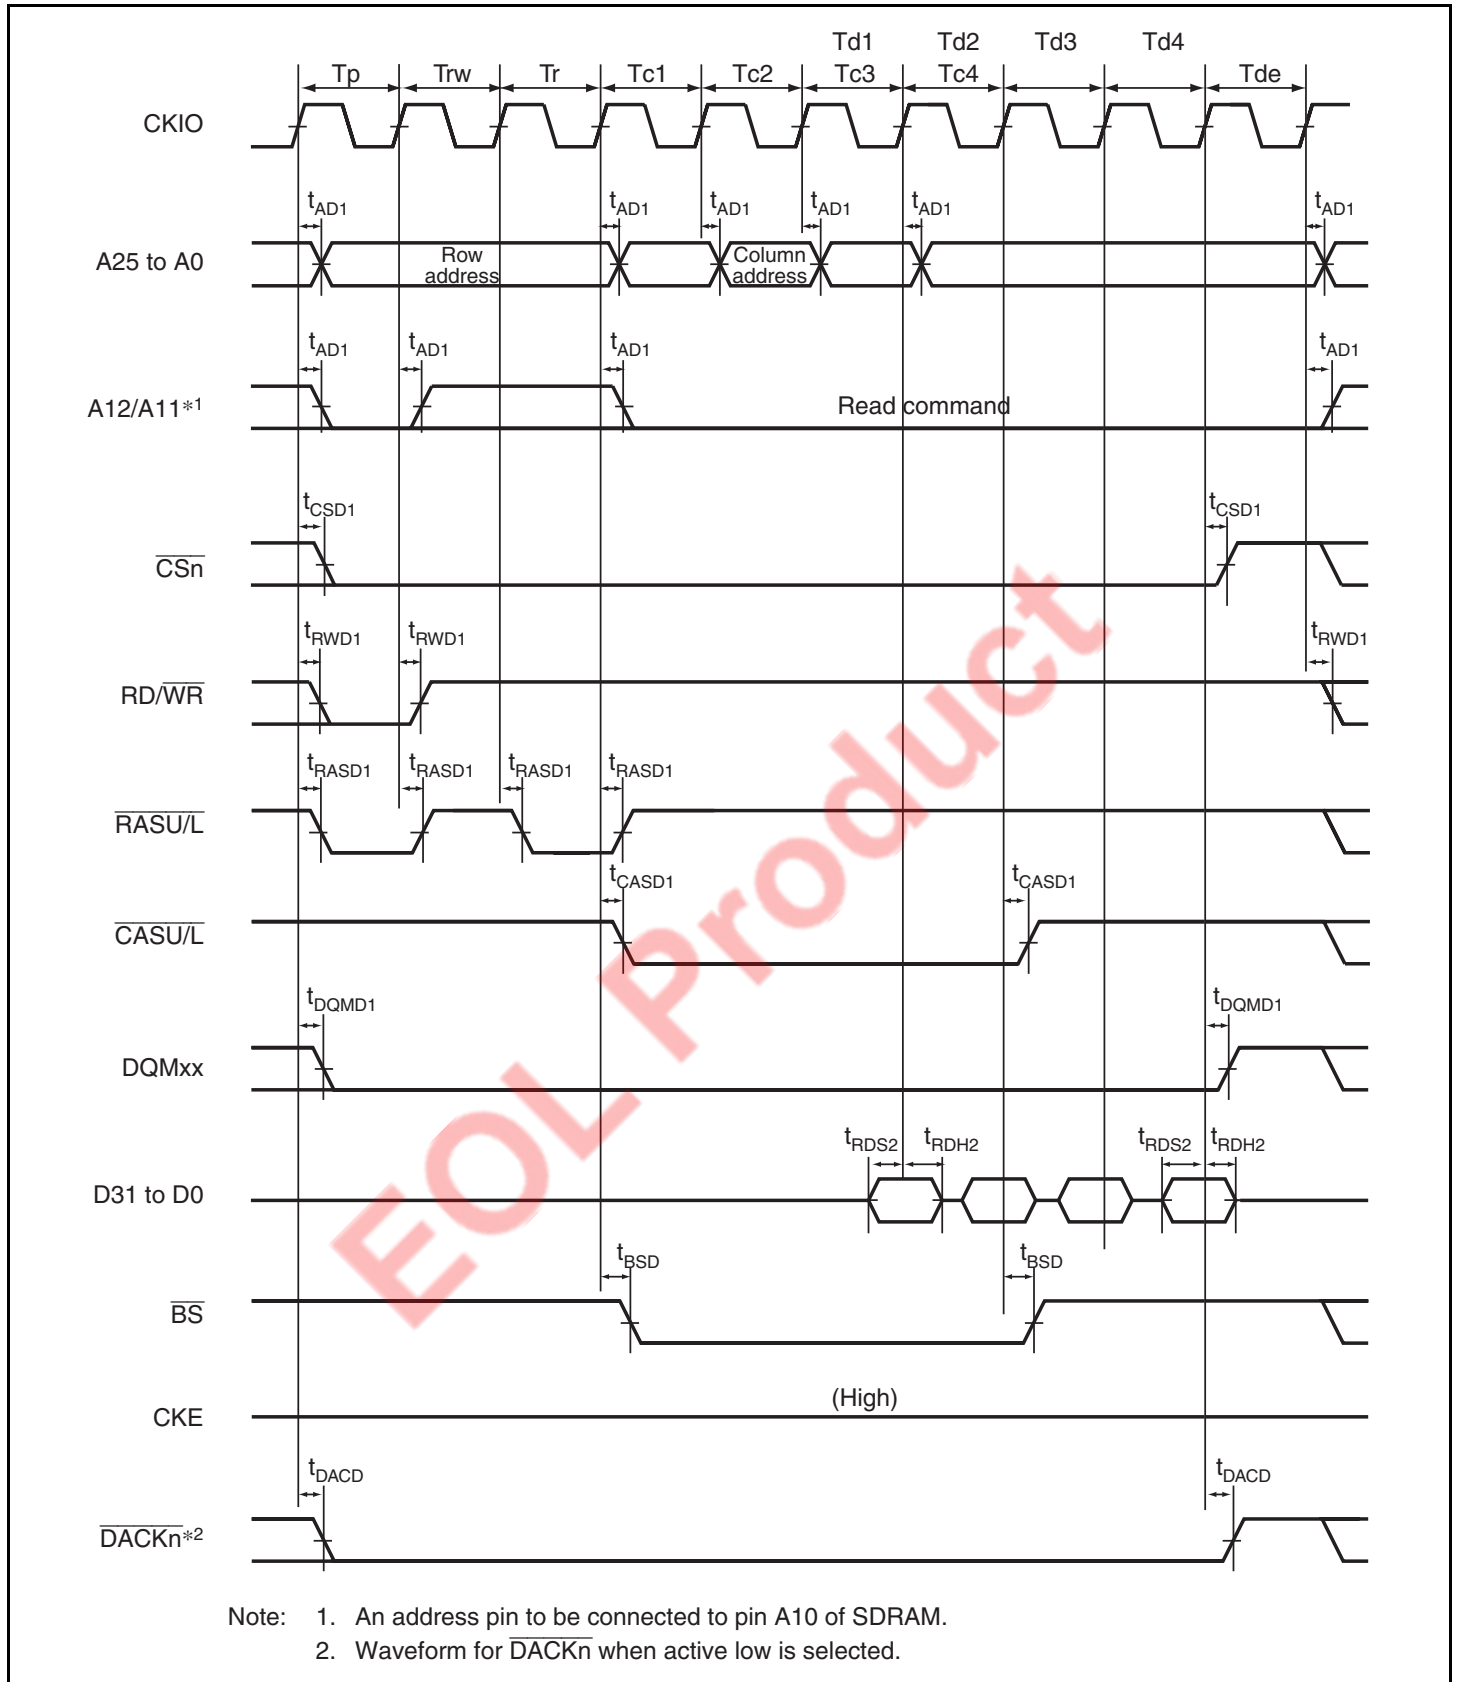 Td1 Td2 Td3 Td4
Tp Trw Tr Tc1 Tc2 Tc3 Tc4 Tde
CKIO
tAD1 tAD1 tAD1 tAD1 tAD1 tAD1
A25 to A0 Row address Column address
tAD1 tAD1 tAD1 tAD1
A12/A11*1 Read command
tCSD1 tCSD1
CSn
tRWD1 tRWD1 tRWD1
RD/WR
tRASD1 tRASD1 tRASD1 tRASD1
RASU/L
tCASD1 tCASD1
CASU/L
tDQMD1 tDQMD1
DQMxx
tRDS2 tRDH2 tRDS2 tRDH2
D31 to D0
tBSD tBSD
BS
(High)
CKE
tDACD tDACD
DACKn*2
Note: 1. An address pin to be connected to pin A10 of SDRAM.
2. Waveform for DACKn when active low is selected.
EOL Product